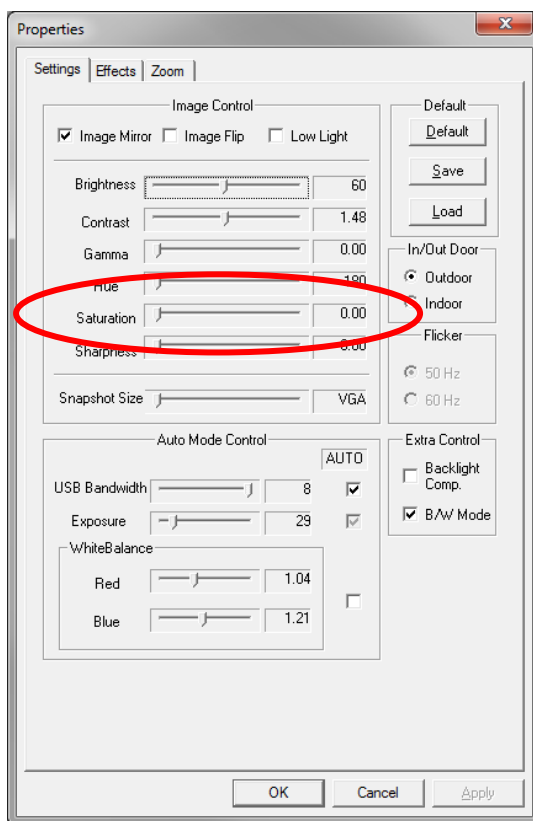 Properties
x
Settings Effects Zoom
Image Control
Image Mirror Image Flip Low Light
Brightness 60
Contrast 1.48
Gamma 0.00
Hue 180
Saturation 0.00
Sharpness 0.00
Snapshot Size VGA
Default
Default
Save
Load
In/Out Door
Outdoor
Indoor
Flicker
50 Hz
60 Hz
Auto Mode Control
AUTO
USB Bandwidth 8
Exposure 29
WhiteBalance
Red 1.04
Blue 1.21
Extra Control
Backlight
Comp.
B/W Mode
OK Cancel Apply